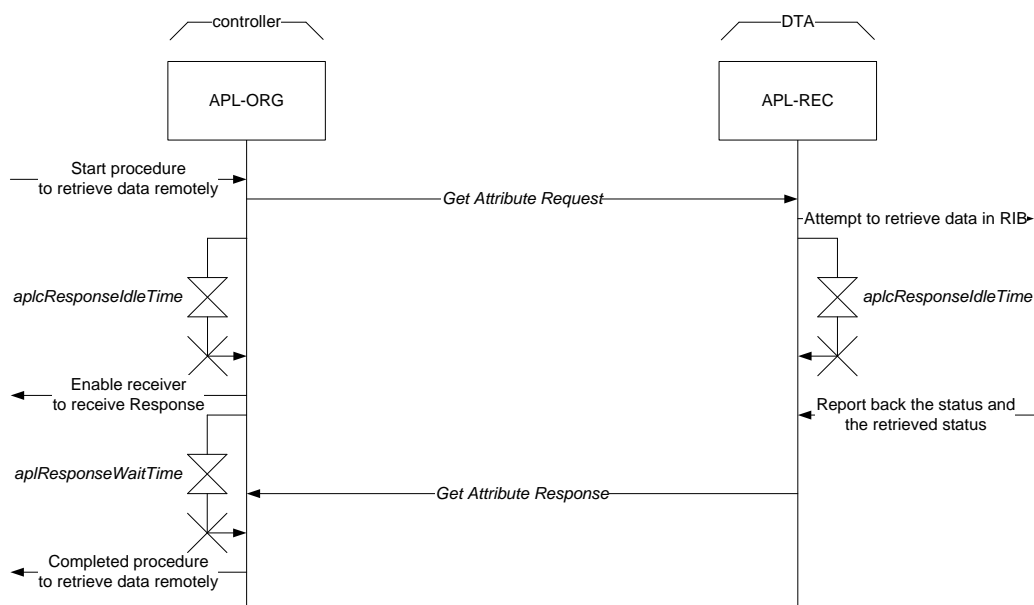 controller
DTA
APL-ORG
APL-REC
Start procedure
to retrieve data remotely
Get Attribute Request
Attempt to retrieve data in RIB
aplcResponseIdleTime
aplcResponseIdleTime
Enable receiver
to receive Response
Report back the status and
the retrieved status
aplResponseWaitTime
Get Attribute Response
Completed procedure
to retrieve data remotely